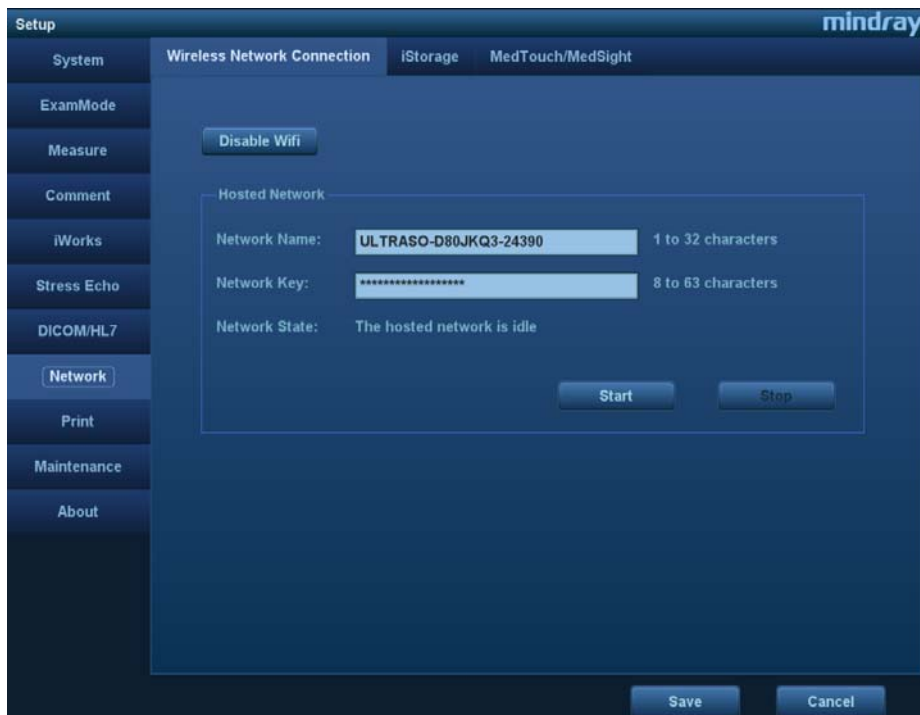 Setup
mindray
System
ExamMode
Measure
Comment
iWorks
Stress Echo
DICOM/HL7
Network
Print
Maintenance
About
Wireless Network Connection iStorage MedTouch/MedSight
Disable Wifi
Hosted Network
Network Name: ULTRASO-D80JKQ3-24390 1 to 32 characters
Network Key: ****************** 8 to 63 characters
Network State: The hosted network is idle
Start Stop
Save Cancel